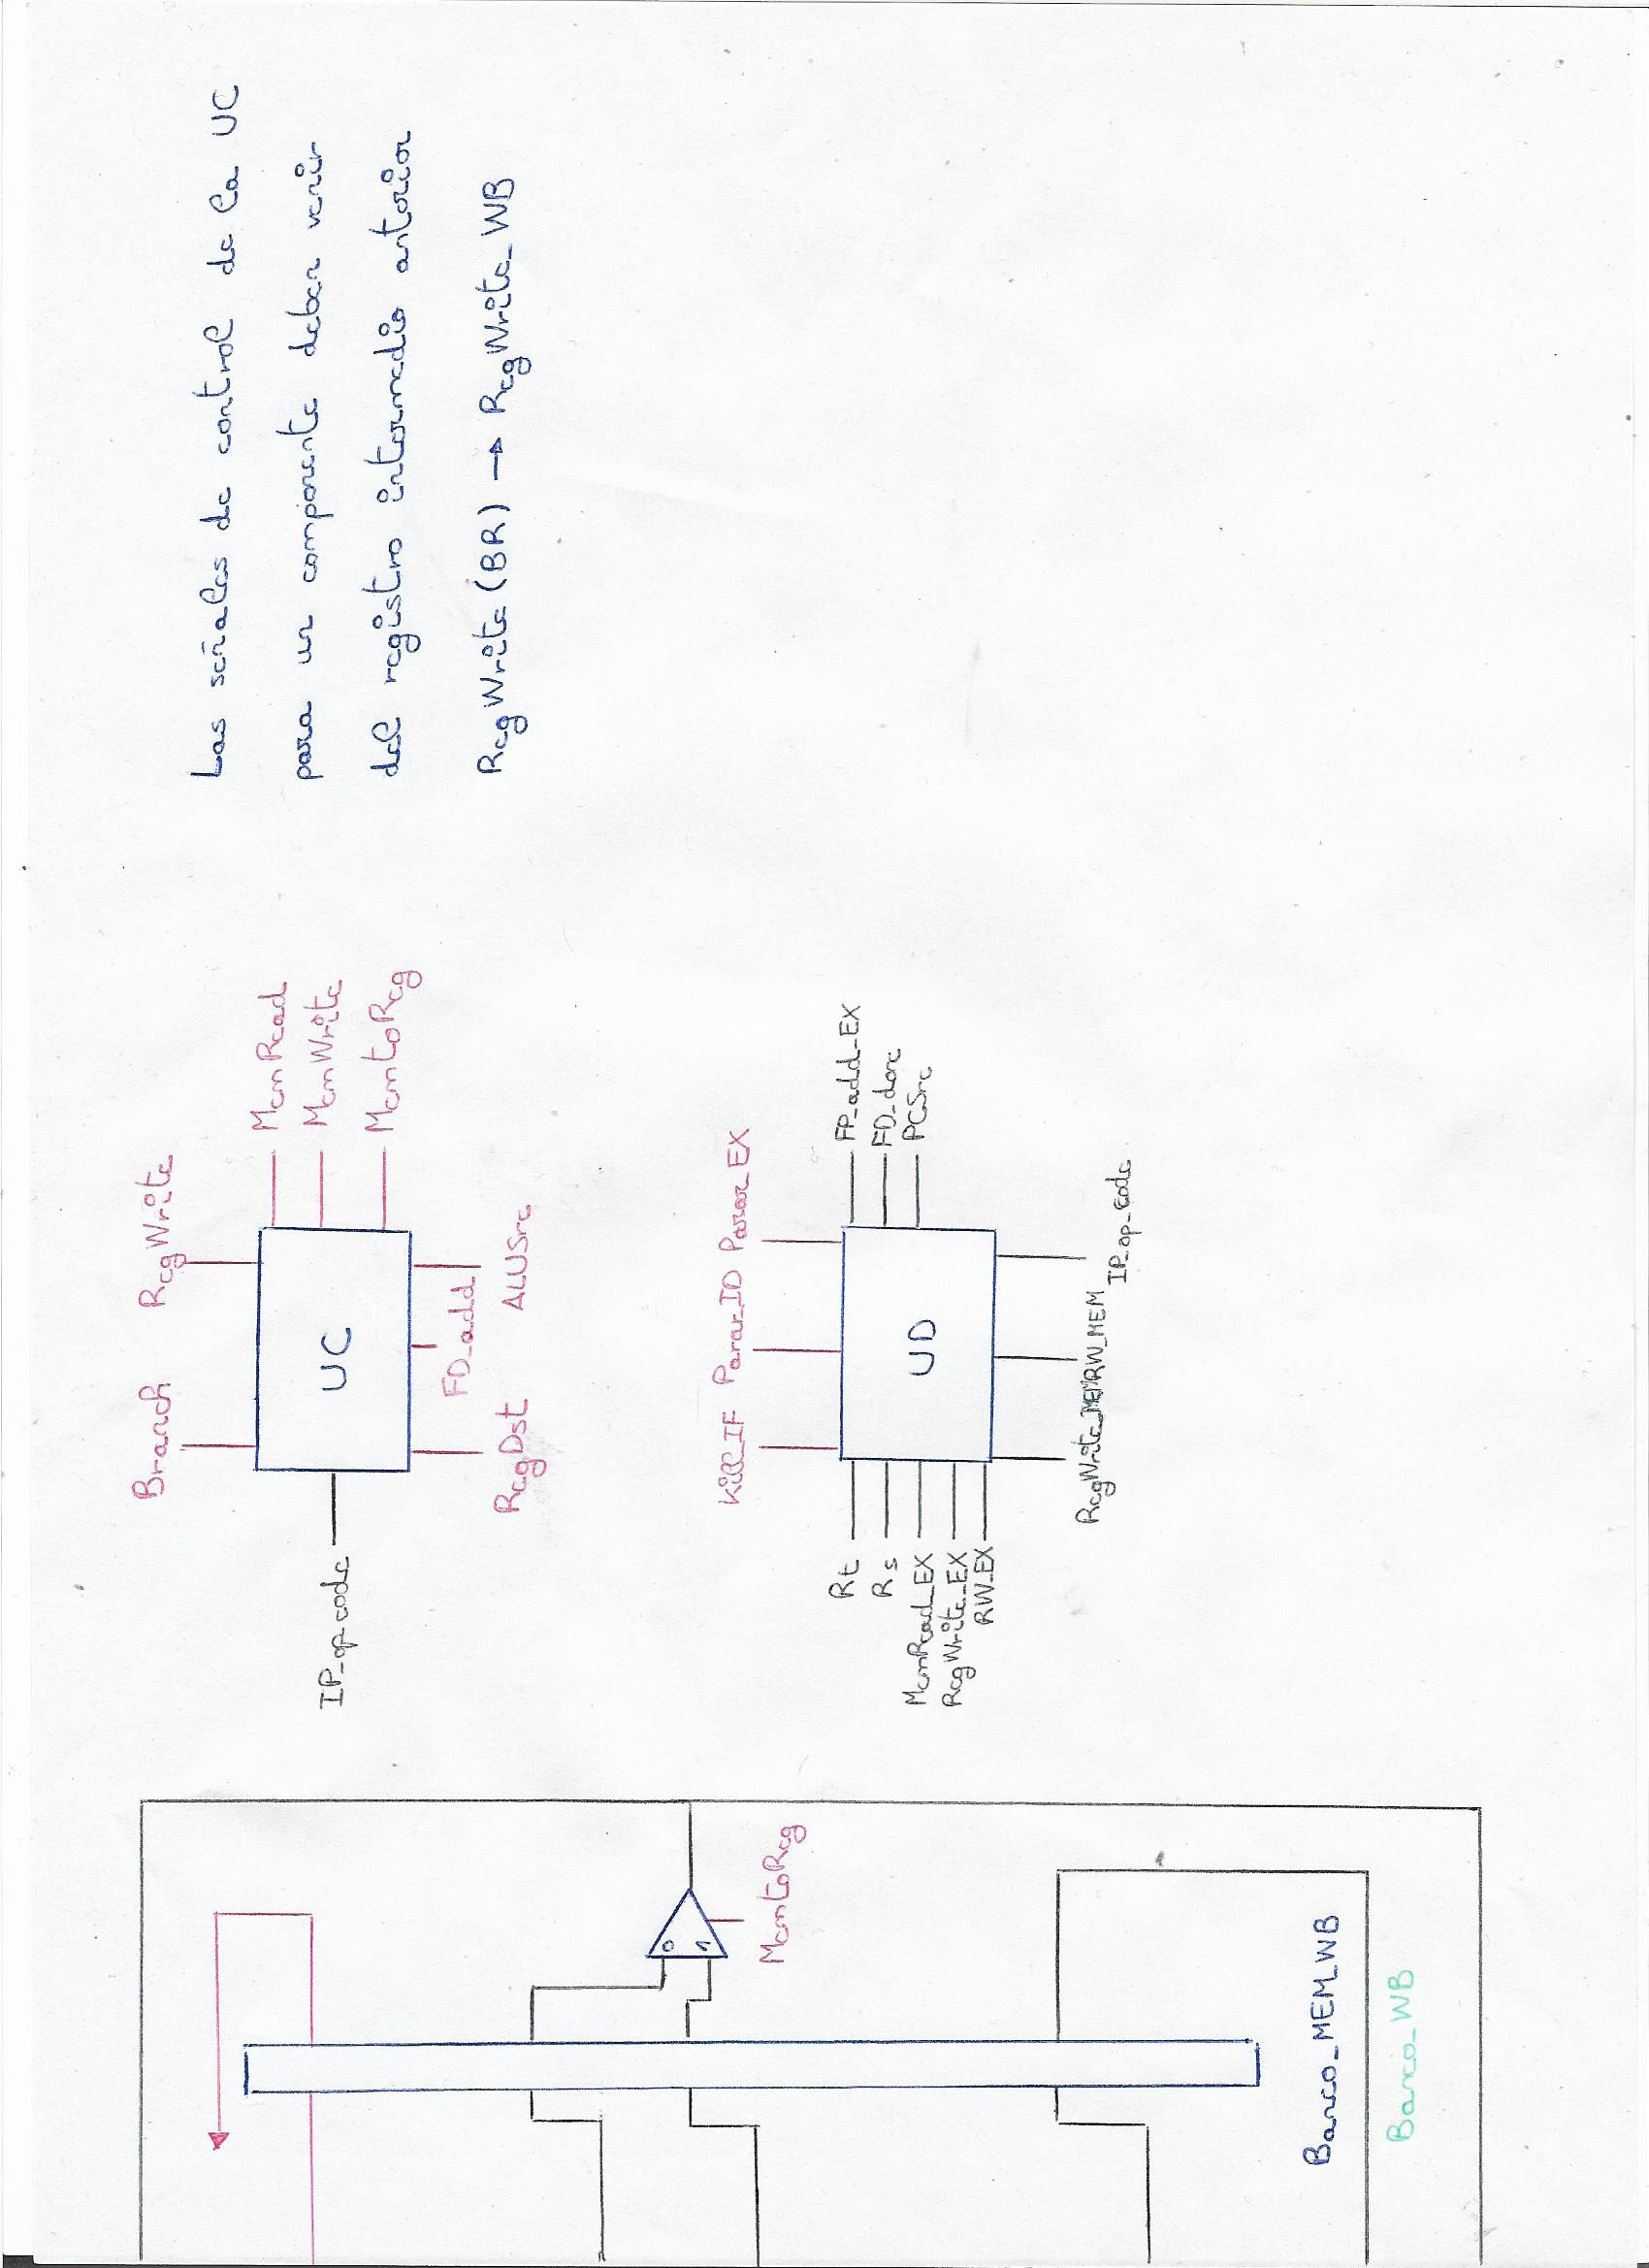 Las señales de control de la UC
para un componente deben venir
del registro intermedio anterior
RegWrite (BR) → RegWrite_WB
Branch
RegWrite
MemRead
MemWrite
MemtoReg
IR_op code
UC
RegDst
FD_add
ALUSrc
Kill_IF
Parar_ID
Parar_EX
Rt
Rs
MemRead_EX
RegWrite_EX
RW_EX
UD
FP_add_EX
FD_done
PCSrc
RegWrite_MEM
RW_MEM
IR_op_code
0
1
MemtoReg
Banco_MEM_WB
Banco_WB